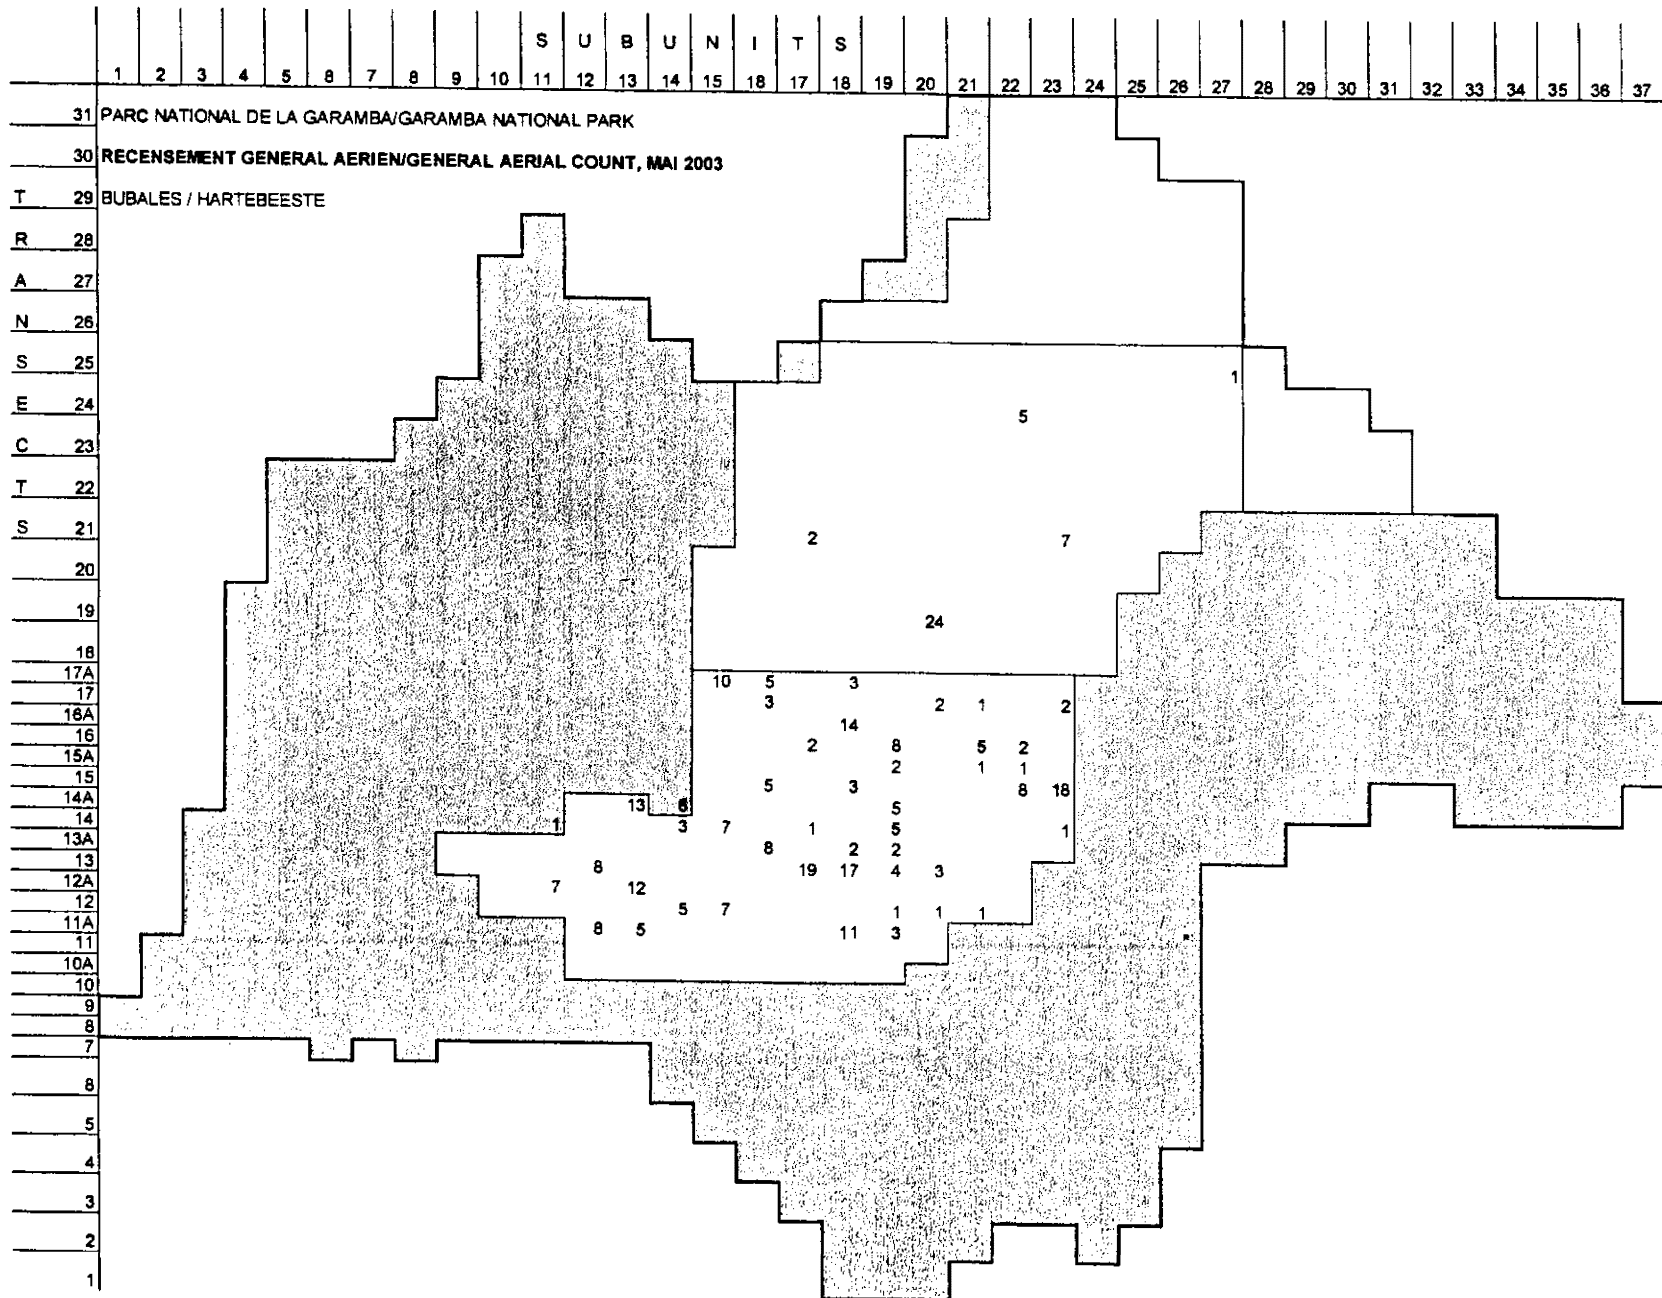 S U B U N I T S
1 2 3 4 5 6 7 8 9 10 11 12 13 14 15 16 17 18 19 20 21 22 23 24 25 26 27 28 29 30 31 32 33 34 35 36 37
31 PARC NATIONAL DE LA GARAMBA/GARAMBA NATIONAL PARK
30 RECENSEMENT GENERAL AERIEN/GENERAL AERIAL COUNT, MAI 2003
T 29 BUBALES / HARTEBEESTE
R 28
A 27
N 26
S 25 1
E 24 5
C 23
T 22
S 21 2 7
20
19 24
18
17A 10 5 3
17 3 2 1 2
16A 14
16 2 8 5 2
15A 2 1 1
15 5 3 8 18
14A 13 6 5
14 1 3 7 1 5 1
13A 8 2 2
13 8 19 17 4 3
12A 7 12
12 5 7 1 1 1
11A 8 5 11 3
11
10A
10
9
8
7
6
5
4
3
2
1